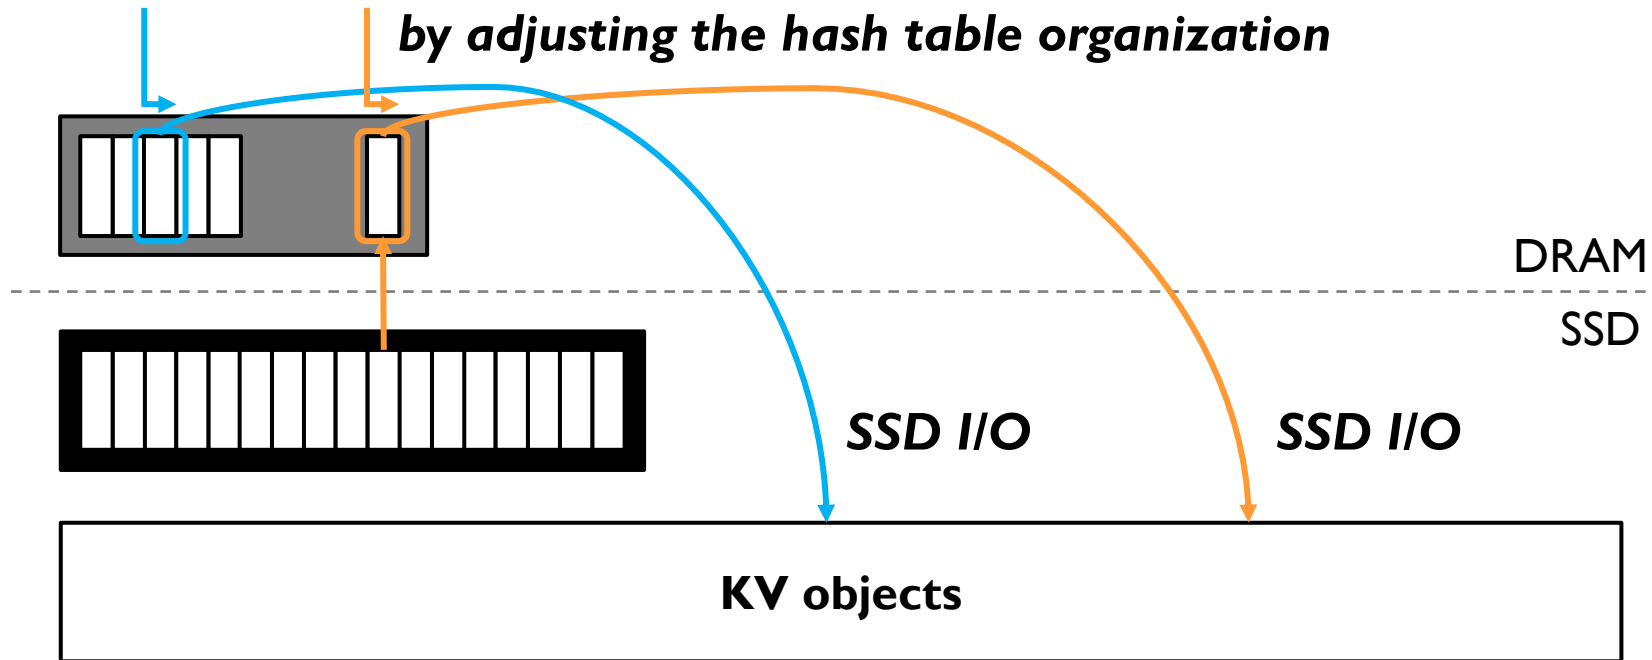 by adjusting the hash table organization
DRAM
SSD
SSD I/O
SSD I/O
KV objects